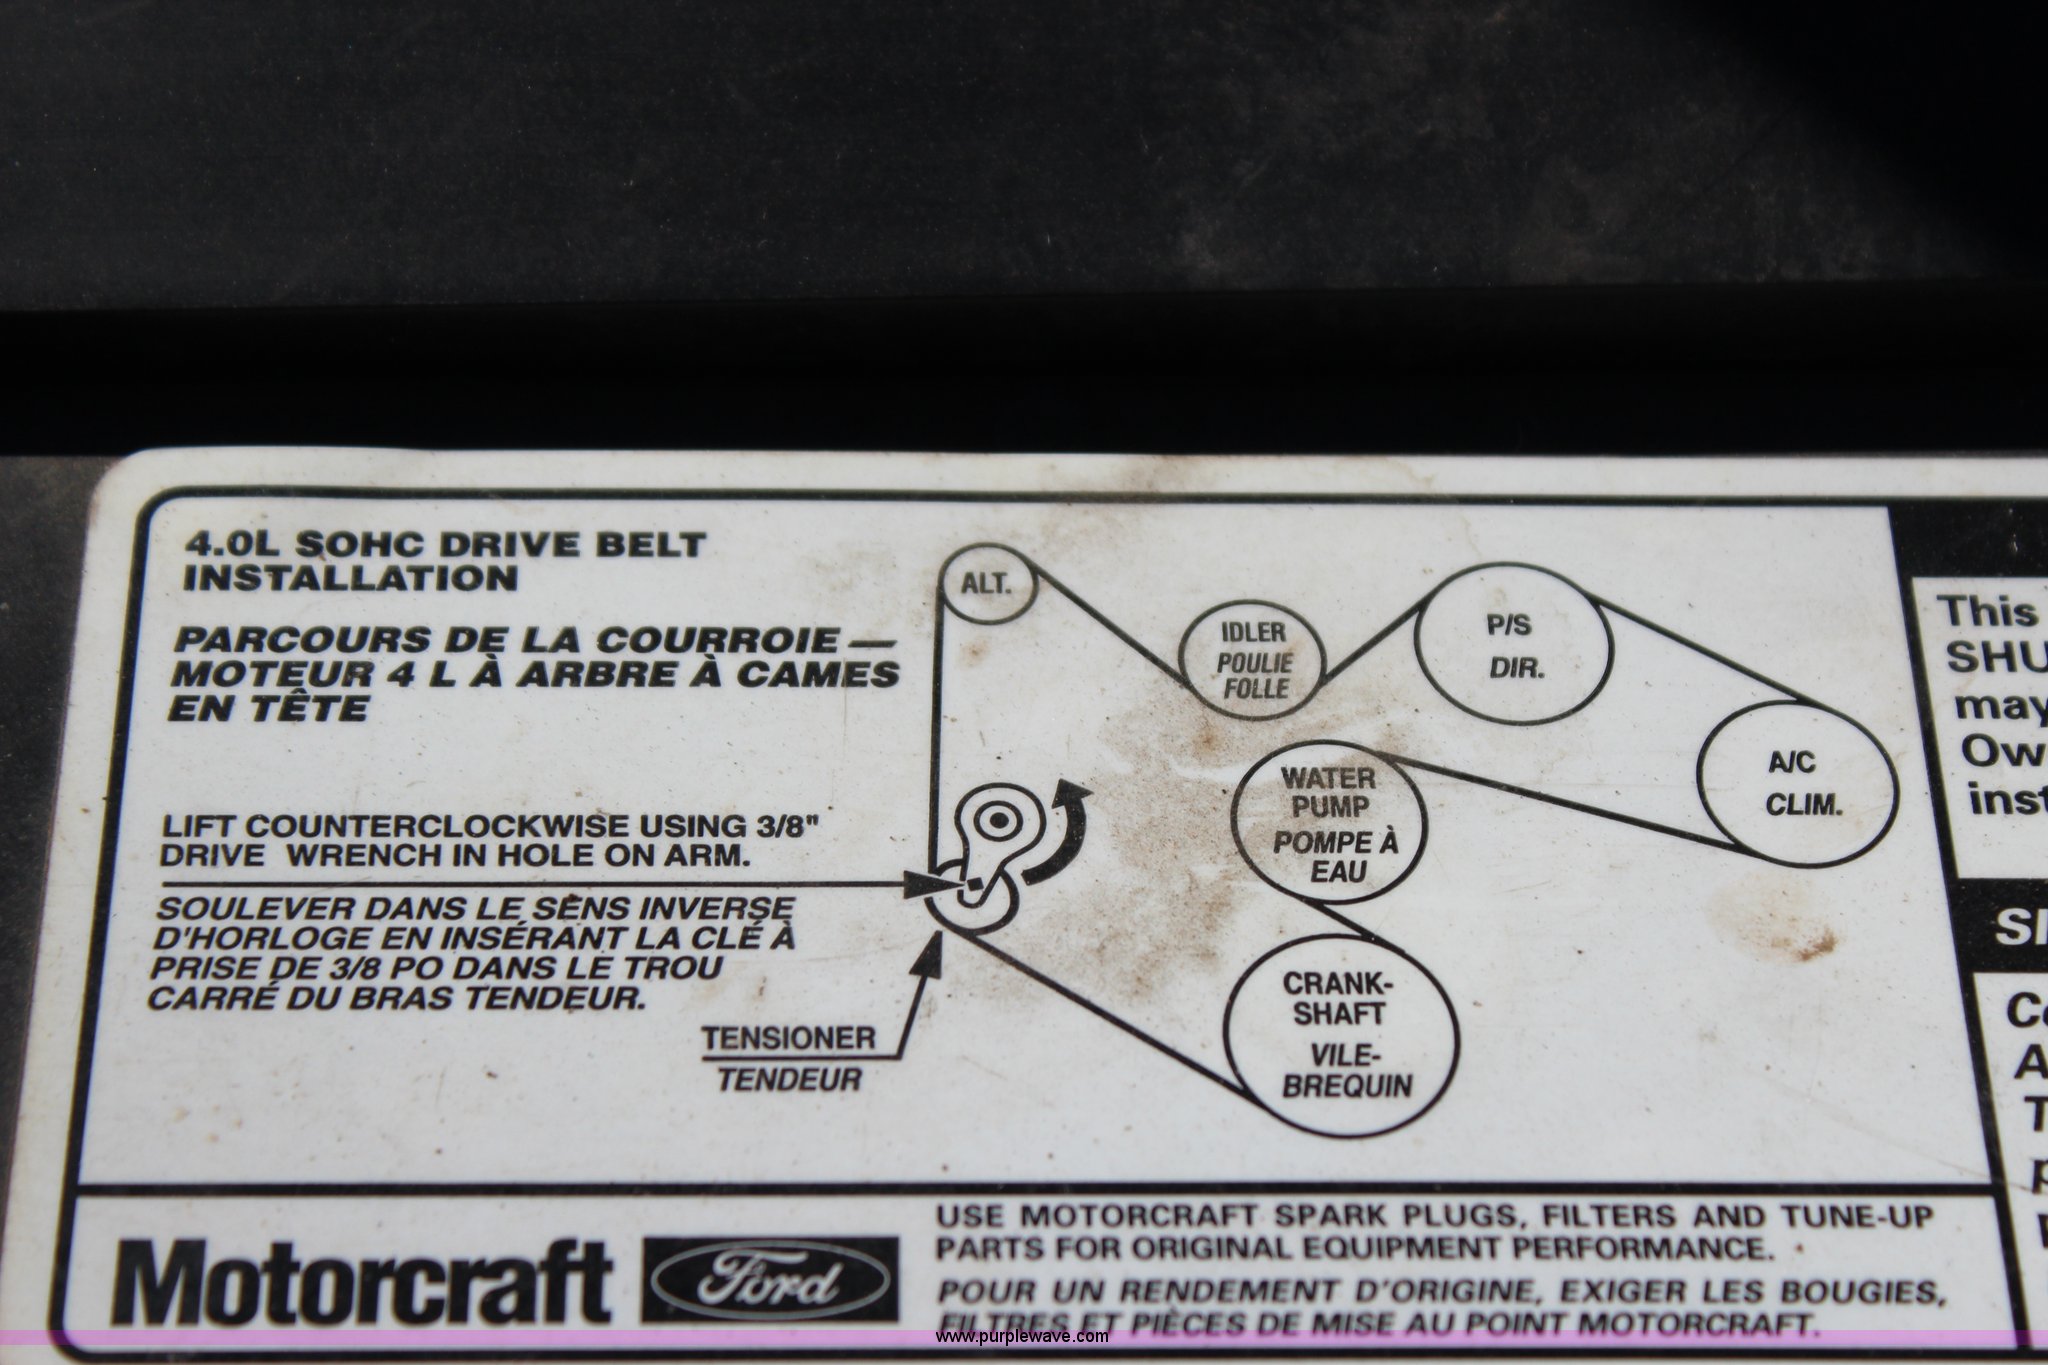 4.0L SOHC DRIVE BELT
INSTALLATION
PARCOURS DE LA COURROIE —
MOTEUR 4 L À ARBRE À CAMES
EN TÊTE
LIFT COUNTERCLOCKWISE USING 3/8"
DRIVE WRENCH IN HOLE ON ARM.
SOULEVER DANS LE SENS INVERSE
D'HORLOGE EN INSÉRANT LA CLÉ À
PRISE DE 3/8 PO DANS LE TROU
CARRÉ DU BRAS TENDEUR.
TENSIONER
TENDEUR
ALT.
IDLER
POULIE
FOLLE
P/S
DIR.
A/C
CLIM.
WATER
PUMP
POMPE À
EAU
CRANK-
SHAFT
VILE-
BREQUIN
This
SHU
may
Ow
inst
SI
Motorcraft
Ford
USE MOTORCRAFT SPARK PLUGS, FILTERS AND TUNE-UP
PARTS FOR ORIGINAL EQUIPMENT PERFORMANCE.
POUR UN RENDEMENT D'ORIGINE, EXIGER LES BOUGIES,
FILTRES ET PIÈCES DE MISE AU POINT MOTORCRAFT.
www.purplewave.com